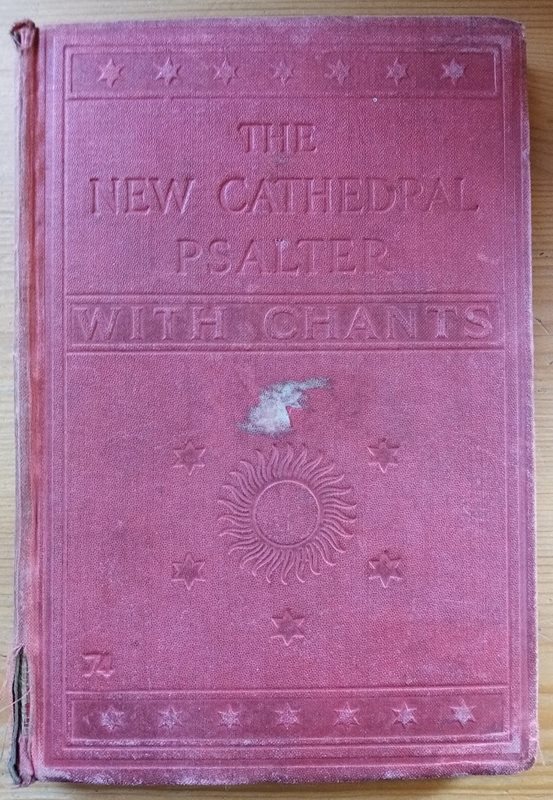 THE
NEW CATHEDRAL
PSALTER
WITH CHANTS
74